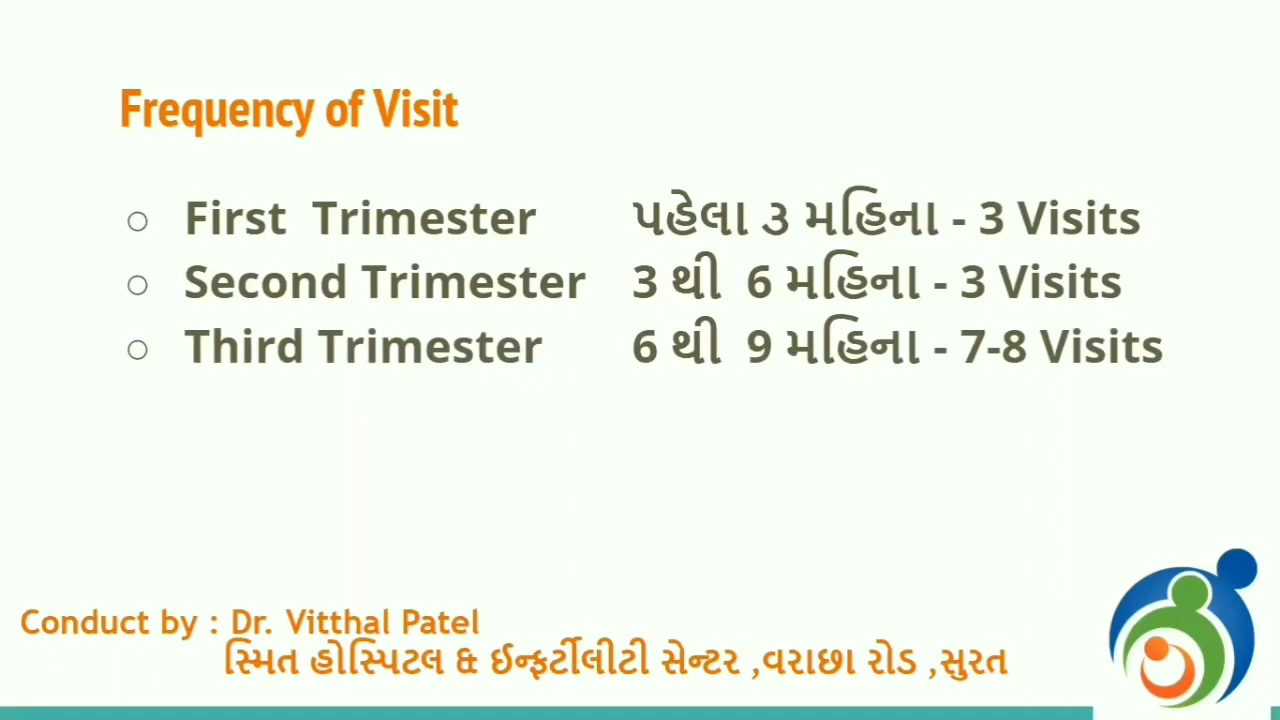 Frequency of Visit
○ First Trimester પહેલા ૩ મહિના - 3 Visits
○ Second Trimester 3 થી 6 મહિના - 3 Visits
○ Third Trimester 6 થી 9 મહિના - 7-8 Visits
Conduct by : Dr. Vitthal Patel
સ્મિત હોસ્પિટલ & ઈન્ફર્ટીલીટી સેન્ટર ,વરાછા રોડ ,સુરત